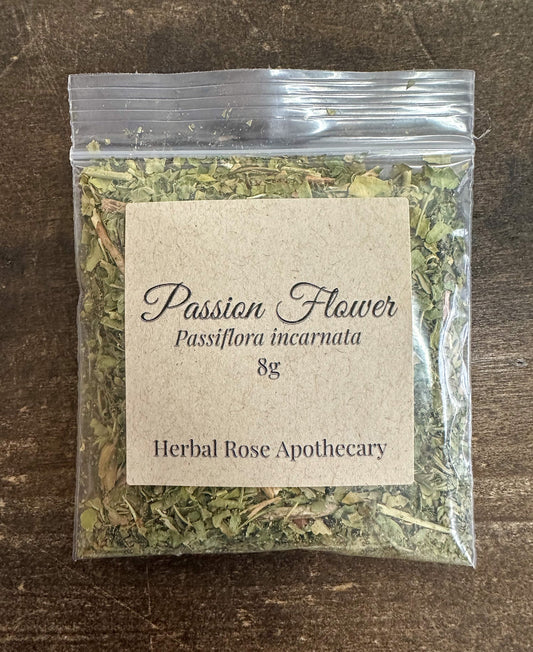 Passion Flower
Passiflora incarnata
8g
Herbal Rose Apothecary